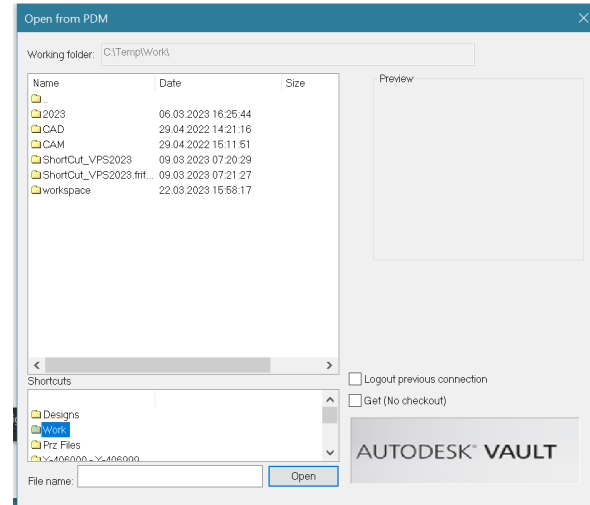 Open from PDM
Working folder: C:\Temp\Work\
Name Date Size
..
2023 06.03.2023 16:25:44
CAD 29.04.2022 14:21:16
CAM 29.04.2022 15:11:51
ShortCut_VPS2023 09.03.2023 07:20:29
ShortCut_VPS2023.frit... 09.03.2023 07:21:27
workspace 22.03.2023 15:58:17
Preview
Shortcuts
Designs
Work
Prz Files
Y-406000 - Y-406999
File name:
Open
Logout previous connection
Get (No checkout)
AUTODESK® VAULT